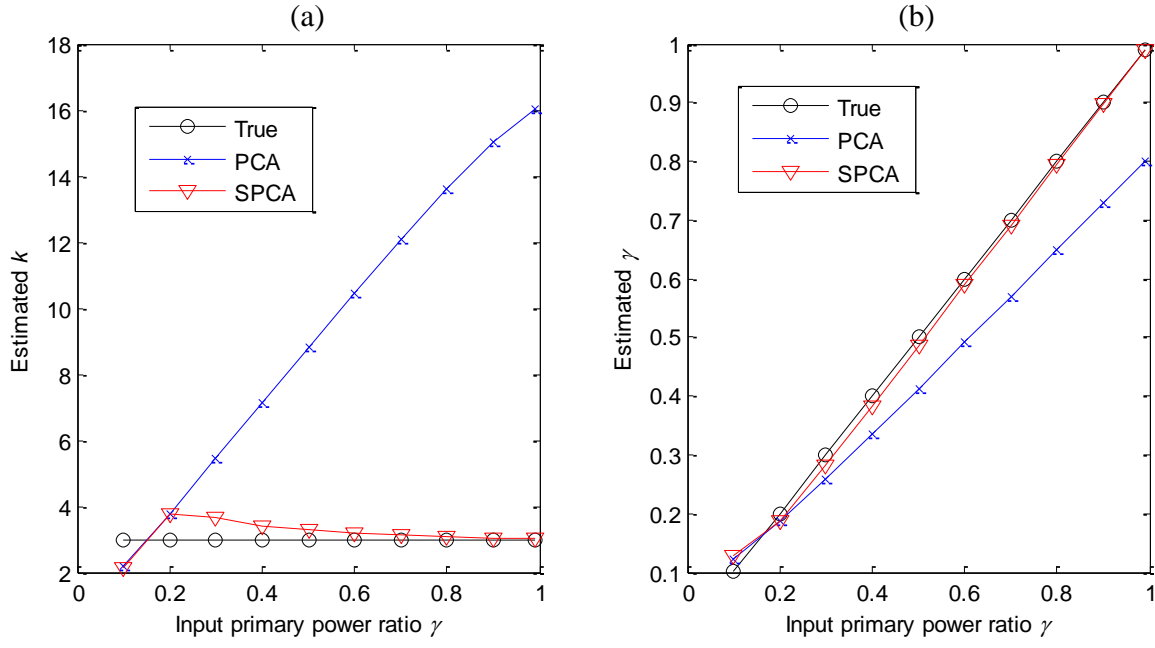 (a)
18
16
14
12
10
8
6
4
2
0
0.2
0.4
0.6
0.8
1
Estimated k
Input primary power ratio γ
True
PCA
SPCA
(b)
1
0.9
0.8
0.7
0.6
0.5
0.4
0.3
0.2
0.1
0
0.2
0.4
0.6
0.8
1
Estimated γ
Input primary power ratio γ
True
PCA
SPCA